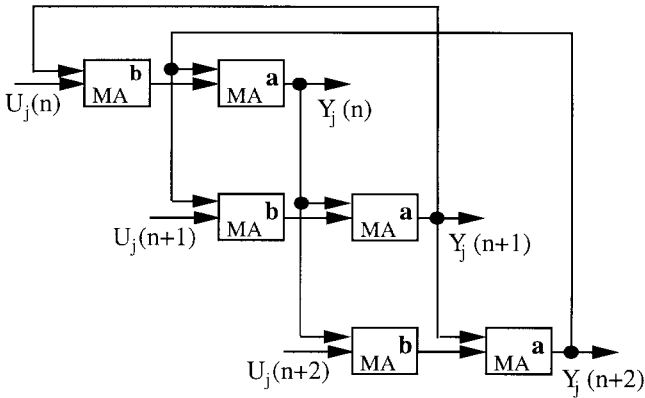 b
a
MA
MA
U_j(n)
Y_j (n)
b
a
MA
MA
U_j(n+1)
Y_j (n+1)
b
a
MA
MA
U_j(n+2)
Y_j (n+2)